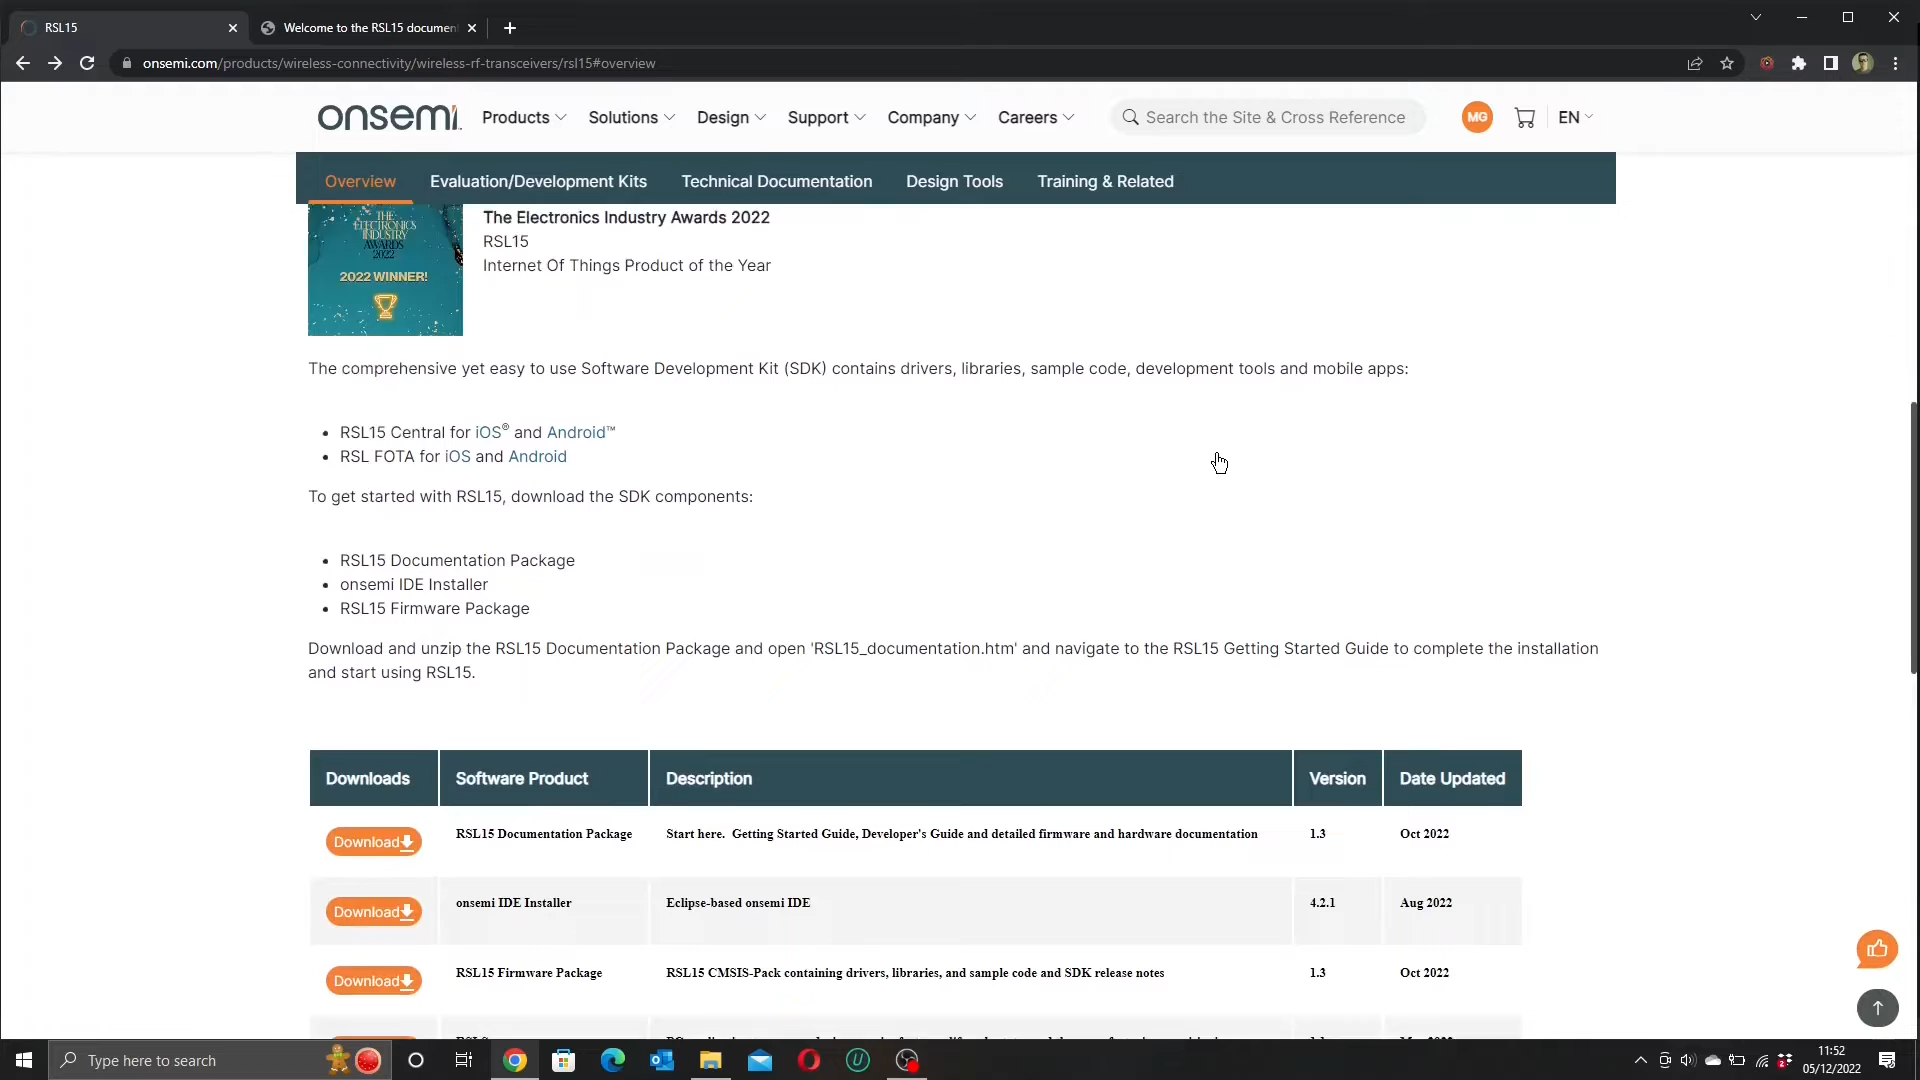 RSL15
Welcome to the RSL15 documen
onsemi.com/products/wireless-connectivity/wireless-rf-transceivers/rsl15#overview
onsemi
Products
Solutions
Design
Support
Company
Careers
Search the Site & Cross Reference
MG
EN
Overview
Evaluation/Development Kits
Technical Documentation
Design Tools
Training & Related
THE
ELECTRONICS
INDUSTRY
AWARDS
2022
2022 WINNER!
The Electronics Industry Awards 2022
RSL15
Internet Of Things Product of the Year
The comprehensive yet easy to use Software Development Kit (SDK) contains drivers, libraries, sample code, development tools and mobile apps:
• RSL15 Central for iOS® and Android™
• RSL FOTA for iOS and Android
To get started with RSL15, download the SDK components:
• RSL15 Documentation Package
• onsemi IDE Installer
• RSL15 Firmware Package
Download and unzip the RSL15 Documentation Package and open 'RSL15_documentation.htm' and navigate to the RSL15 Getting Started Guide to complete the installation
and start using RSL15.
Downloads Software Product Description Version Date Updated
Download RSL15 Documentation Package Start here. Getting Started Guide, Developer's Guide and detailed firmware and hardware documentation 1.3 Oct 2022
Download onsemi IDE Installer Eclipse-based onsemi IDE 4.2.1 Aug 2022
Download RSL15 Firmware Package RSL15 CMSIS-Pack containing drivers, libraries, and sample code and SDK release notes 1.3 Oct 2022
Type here to search
11:52
05/12/2022